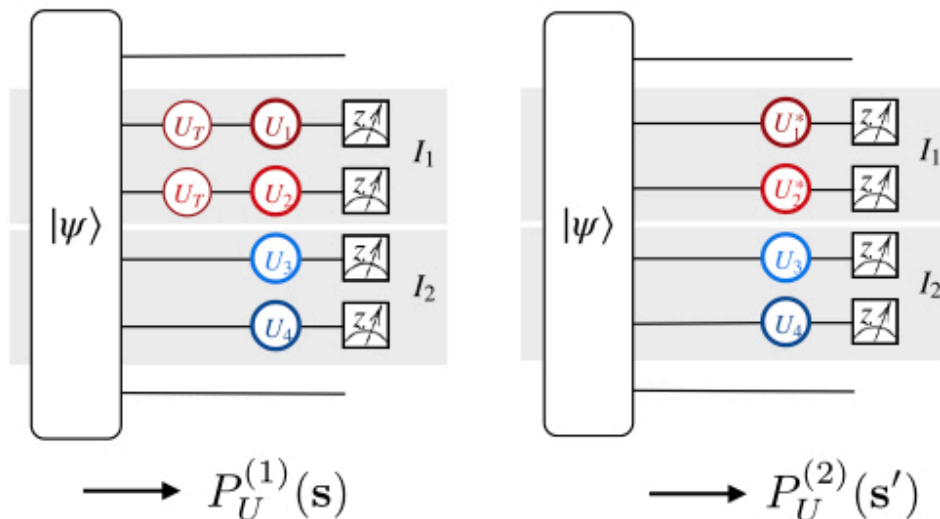 |ψ⟩
U_T U_1 Z
U_T U_2 Z
I_1
U_3 Z
U_4 Z
I_2
P_U^{(1)}(s)
|ψ⟩
U_1^* Z
U_2^* Z
I_1
U_3 Z
U_4 Z
I_2
P_U^{(2)}(s′)